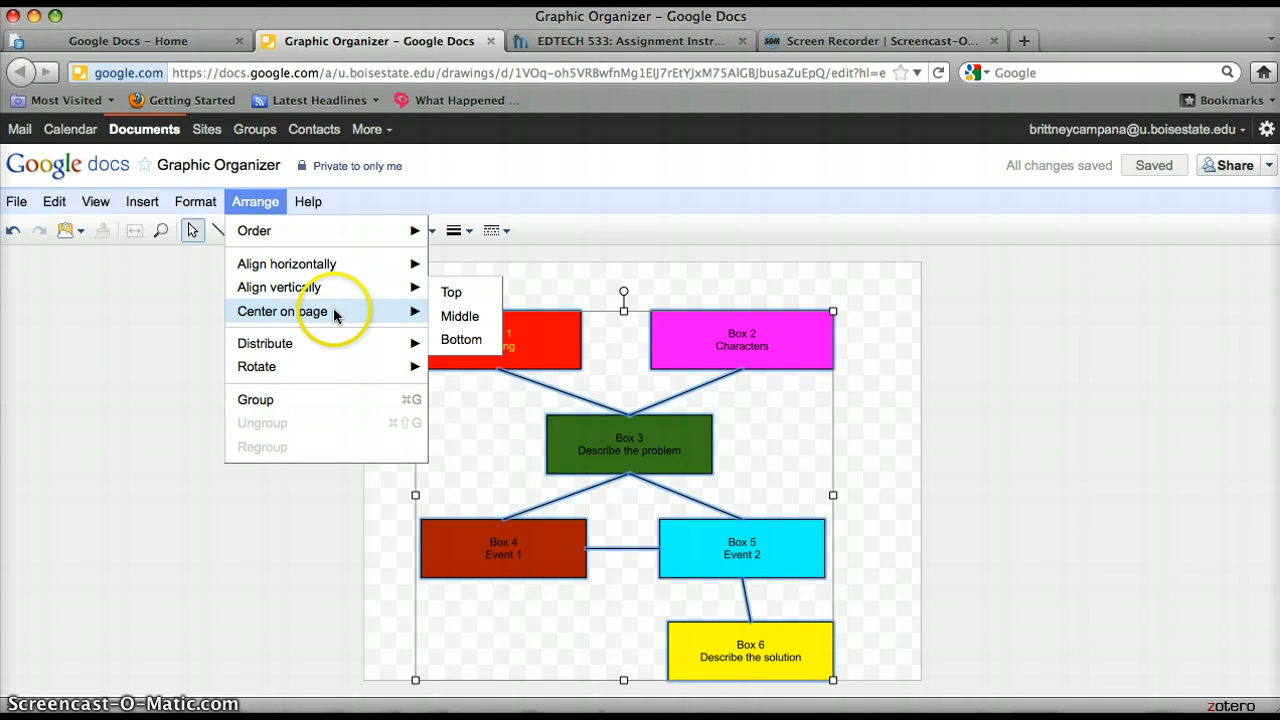 Graphic Organizer – Google Docs
Google Docs – Home
Graphic Organizer – Google Docs
EDTECH 533: Assignment Instr...
Screen Recorder | Screencast-O...
google.com
https://docs.google.com/a/u.boisestate.edu/drawings/d/1VOq-oh5VRBwfnMg1EIJ7rEtYJxM75AlGBJbusaZuEpQ/edit?hl=e
Google
Most Visited
Getting Started
Latest Headlines
What Happened ...
Bookmarks
Mail
Calendar
Documents
Sites
Groups
Contacts
More
brittneycampana@u.boisestate.edu
Google docs
Graphic Organizer
Private to only me
All changes saved
Saved
Share
File
Edit
View
Insert
Format
Arrange
Help
Order
Align horizontally
Align vertically
Center on page
Distribute
Rotate
Group ⌘G
Ungroup ⌘⇧G
Regroup
Top
Middle
Bottom
1
ng
Box 2
Characters
Box 3
Describe the problem
Box 4
Event 1
Box 5
Event 2
Box 6
Describe the solution
Screencast-O-Matic.com
zotero